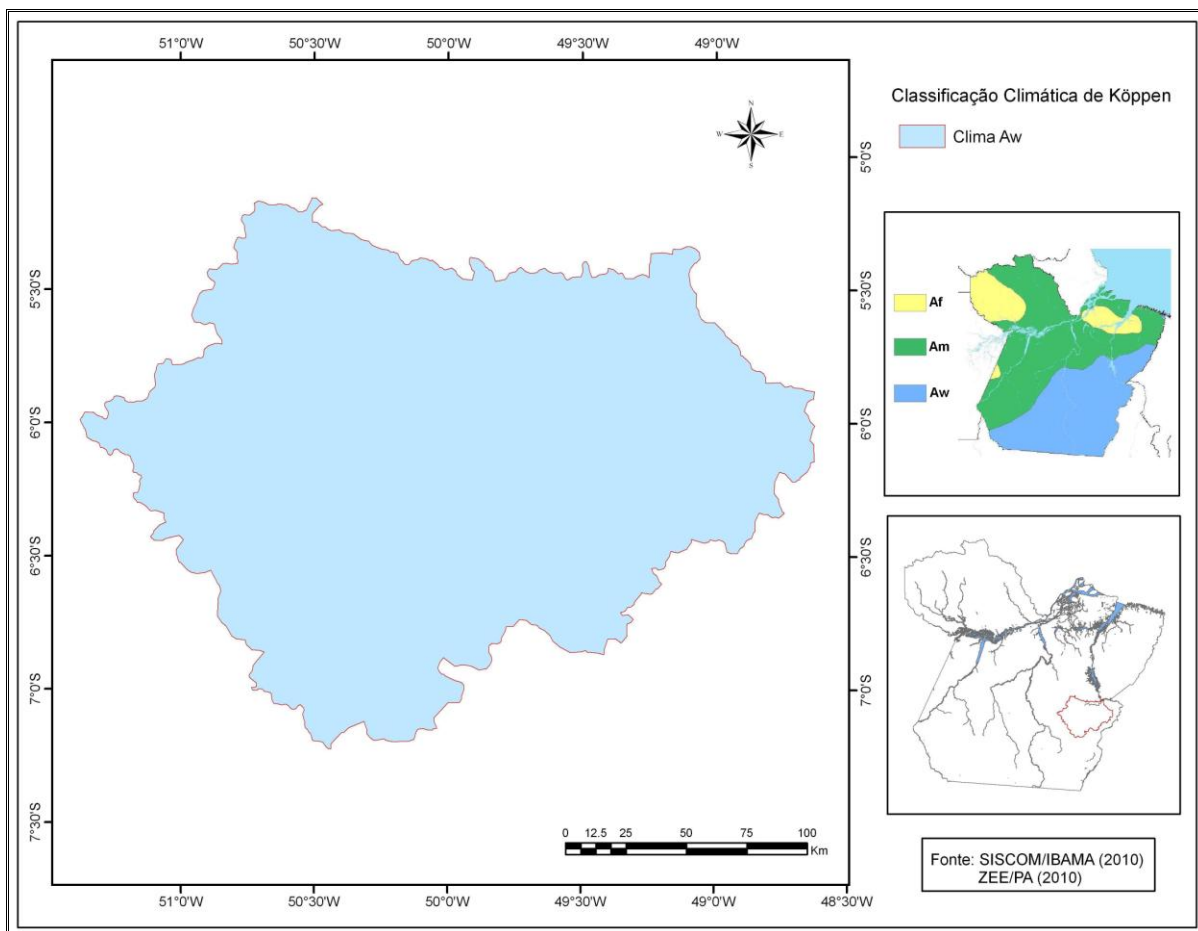 51°0'W 50°30'W 50°0'W 49°30'W 49°0'W
Classificação Climática de Köppen
Clima Aw
N
W E
S
5°0'S
5°30'S 5°30'S
6°0'S 6°0'S
6°30'S 6°30'S
7°0'S 7°0'S
7°30'S
Af
Am
Aw
0 12.5 25 50 75 100
Km
51°0'W 50°30'W 50°0'W 49°30'W 49°0'W 48°30'W
Fonte: SISCOM/IBAMA (2010)
ZEE/PA (2010)